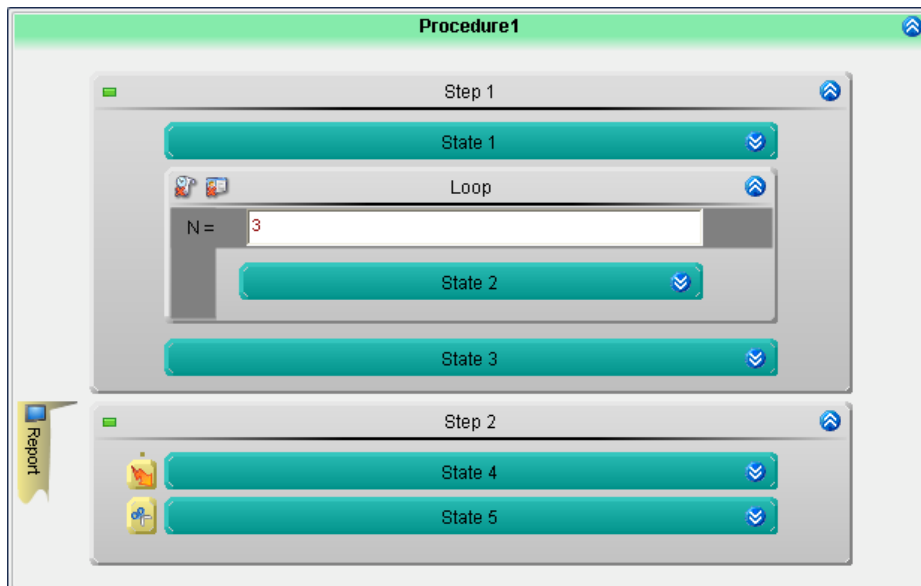 Procedure1
Step 1
State 1
Loop
N =
3
State 2
State 3
Report
Step 2
State 4
State 5